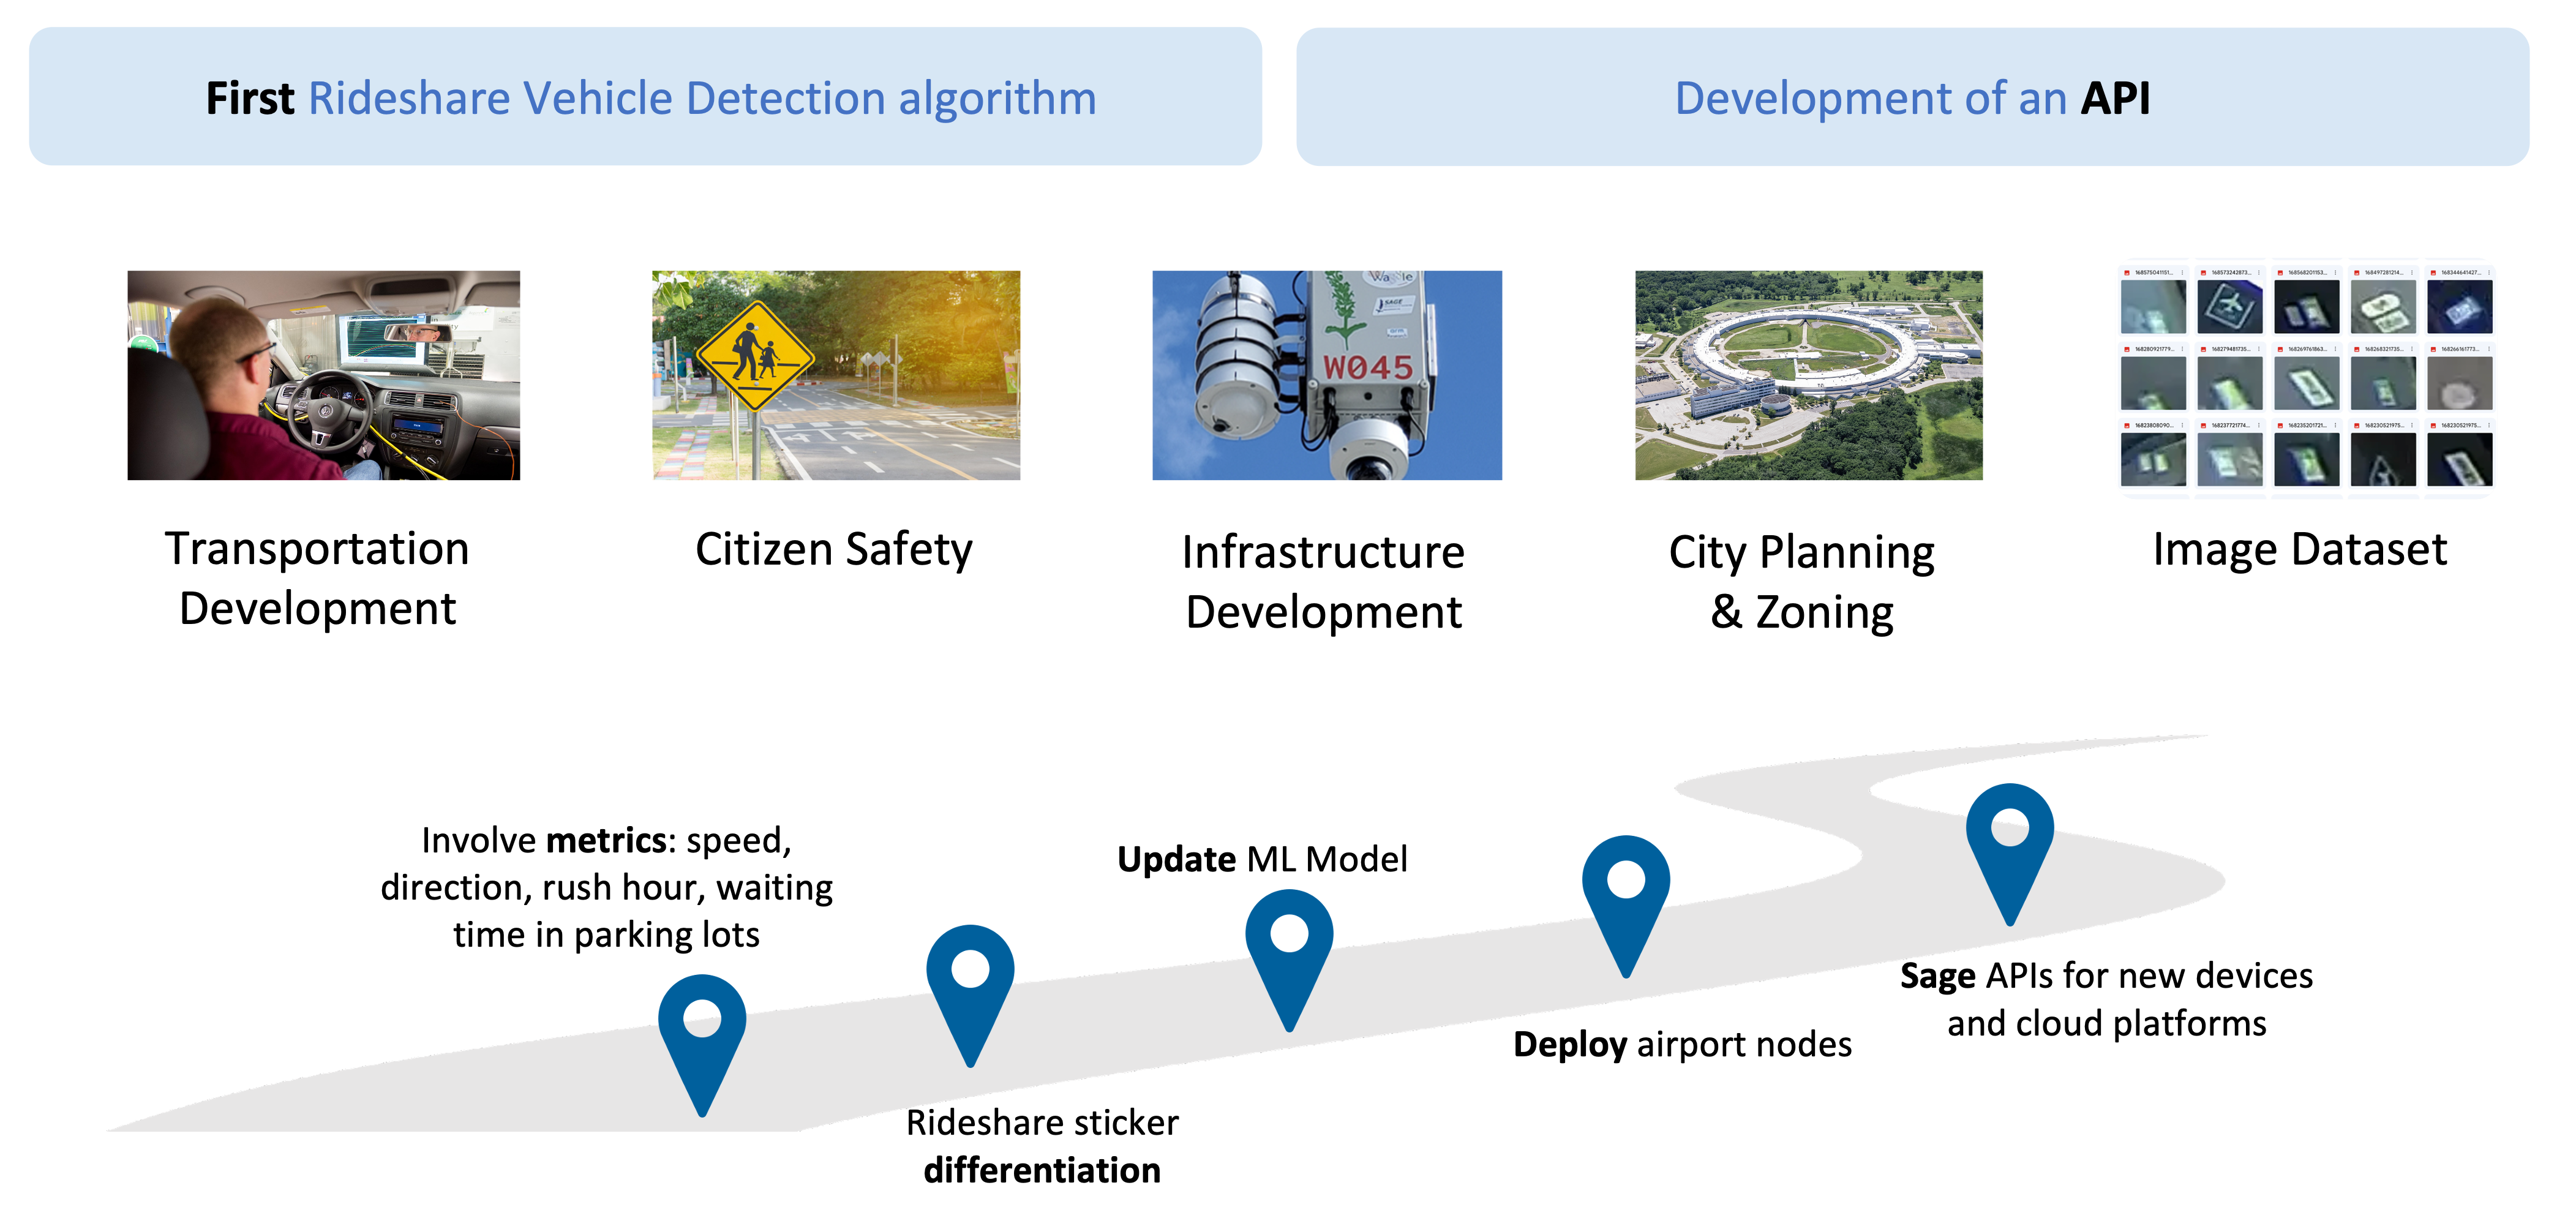 First Rideshare Vehicle Detection algorithm
Development of an API
Waggle
SAGE
W045
Transportation
Development
Citizen Safety
Infrastructure
Development
City Planning
& Zoning
Image Dataset
Involve metrics: speed,
direction, rush hour, waiting
time in parking lots
Update ML Model
Rideshare sticker
differentiation
Deploy airport nodes
Sage APIs for new devices
and cloud platforms